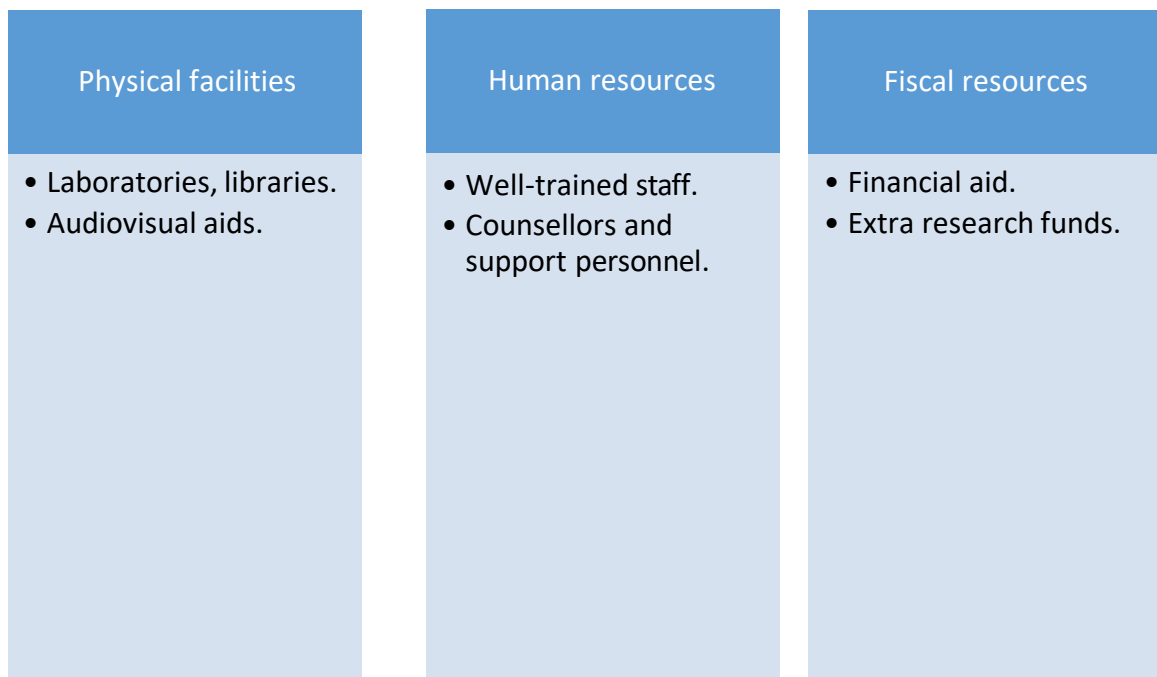 Physical facilities
• Laboratories, libraries.
• Audiovisual aids.
Human resources
• Well-trained staff.
• Counsellors and
support personnel.
Fiscal resources
• Financial aid.
• Extra research funds.